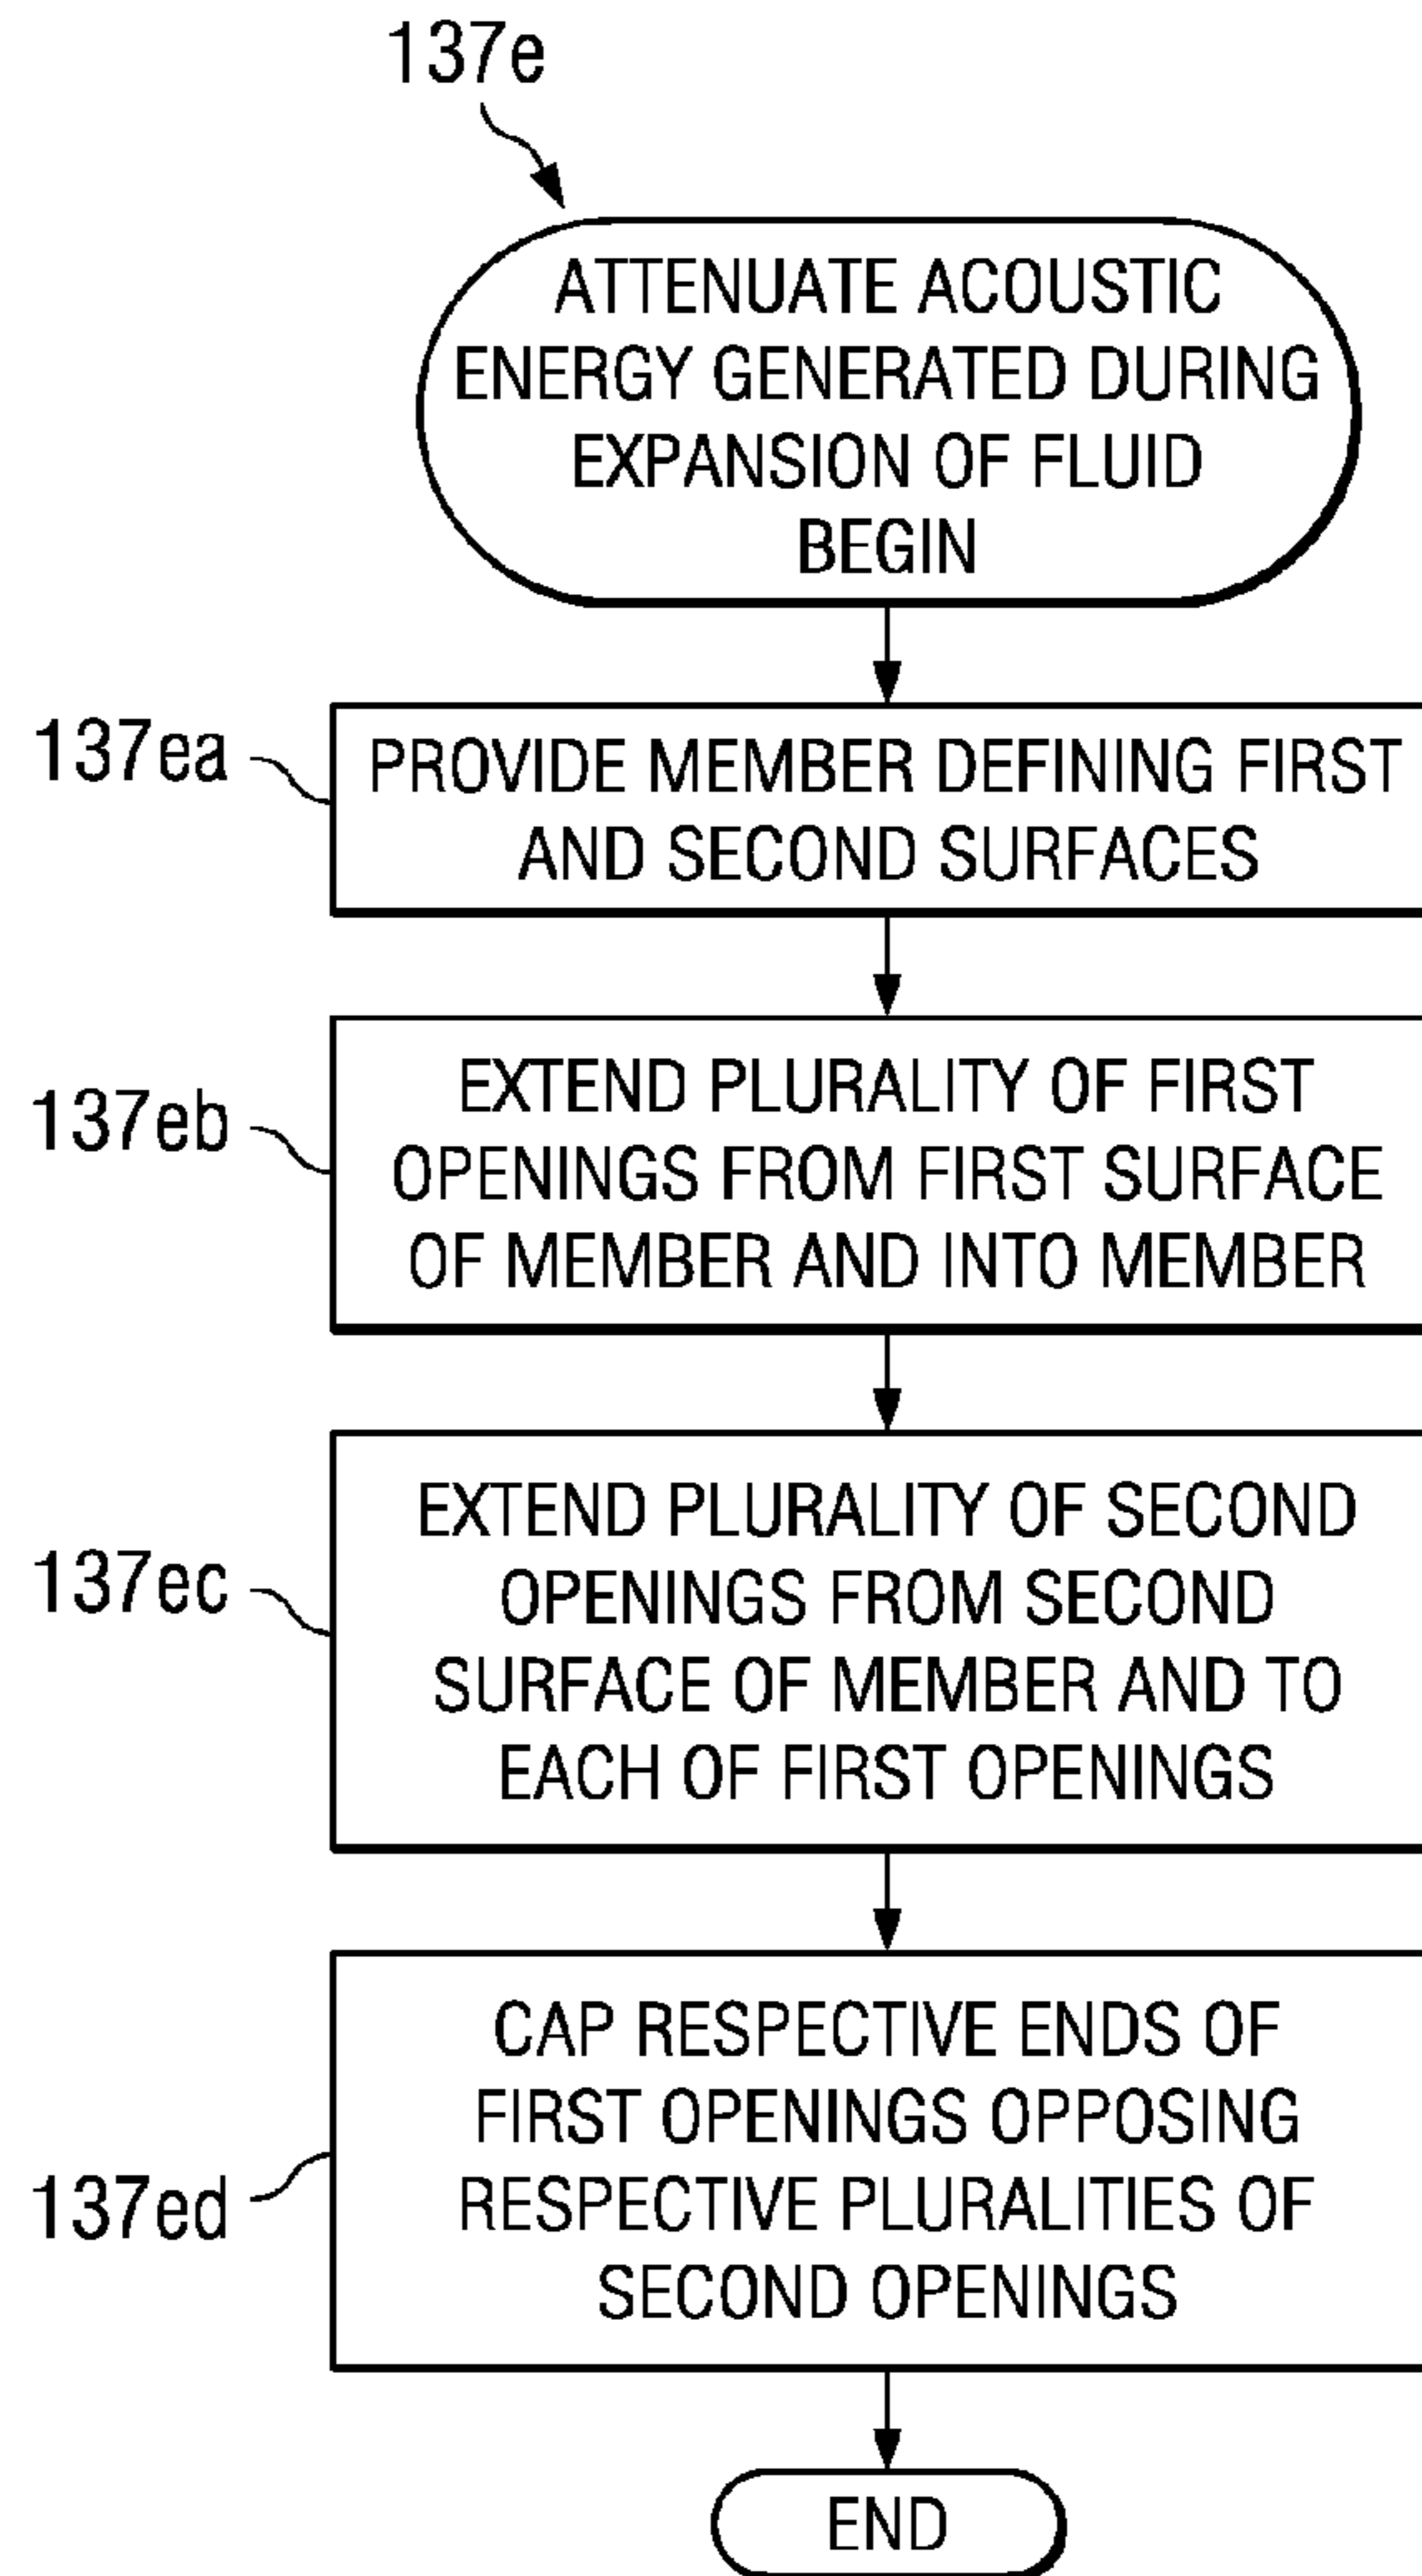 137e
ATTENUATE ACOUSTIC
ENERGY GENERATED DURING
EXPANSION OF FLUID
BEGIN
137ea
PROVIDE MEMBER DEFINING FIRST
AND SECOND SURFACES
137eb
EXTEND PLURALITY OF FIRST
OPENINGS FROM FIRST SURFACE
OF MEMBER AND INTO MEMBER
137ec
EXTEND PLURALITY OF SECOND
OPENINGS FROM SECOND
SURFACE OF MEMBER AND TO
EACH OF FIRST OPENINGS
137ed
CAP RESPECTIVE ENDS OF
FIRST OPENINGS OPPOSING
RESPECTIVE PLURALITIES OF
SECOND OPENINGS
END